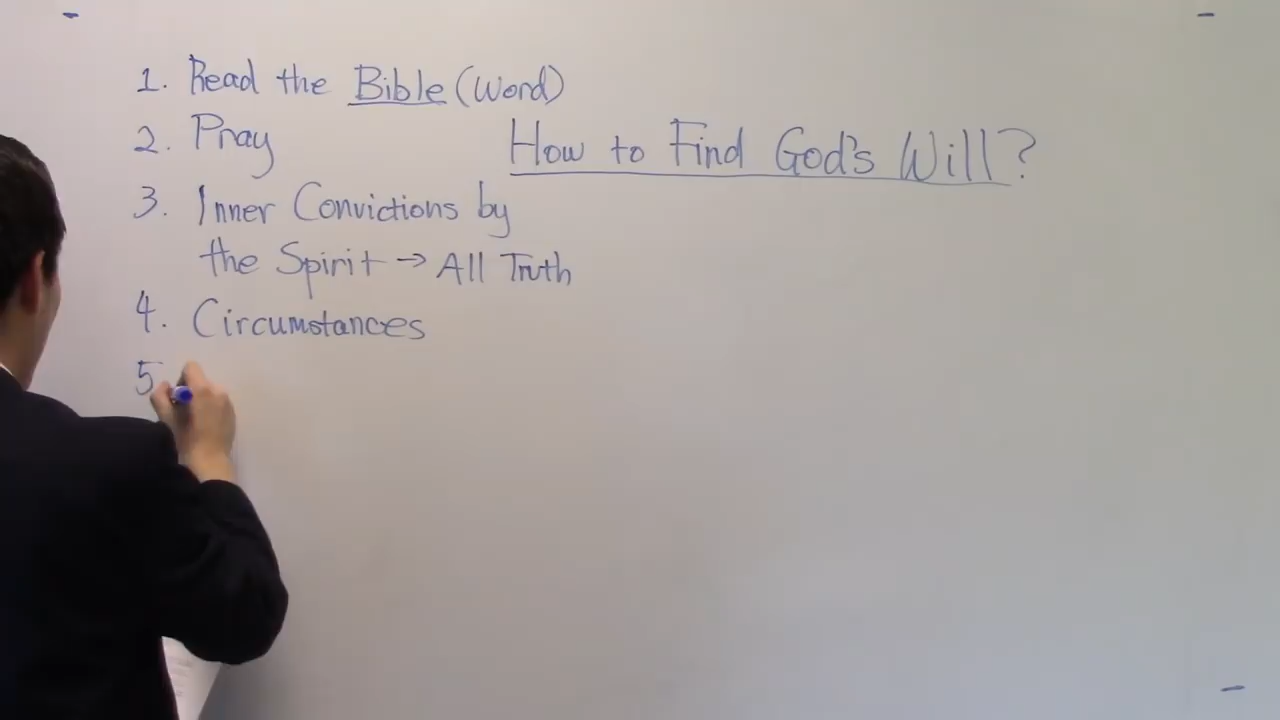 1. Read the Bible (Word)
2. Pray
How to Find God's Will?
3. Inner Convictions by
the Spirit → All Truth
4. Circumstances
5